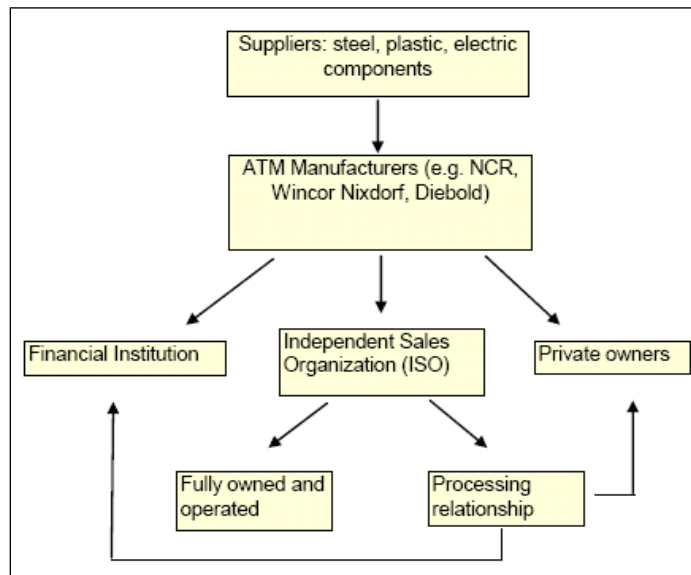 Suppliers: steel, plastic, electric
components
ATM Manufacturers (e.g. NCR,
Wincor Nixdorf, Diebold)
Financial Institution
Independent Sales
Organization (ISO)
Private owners
Fully owned and
operated
Processing
relationship